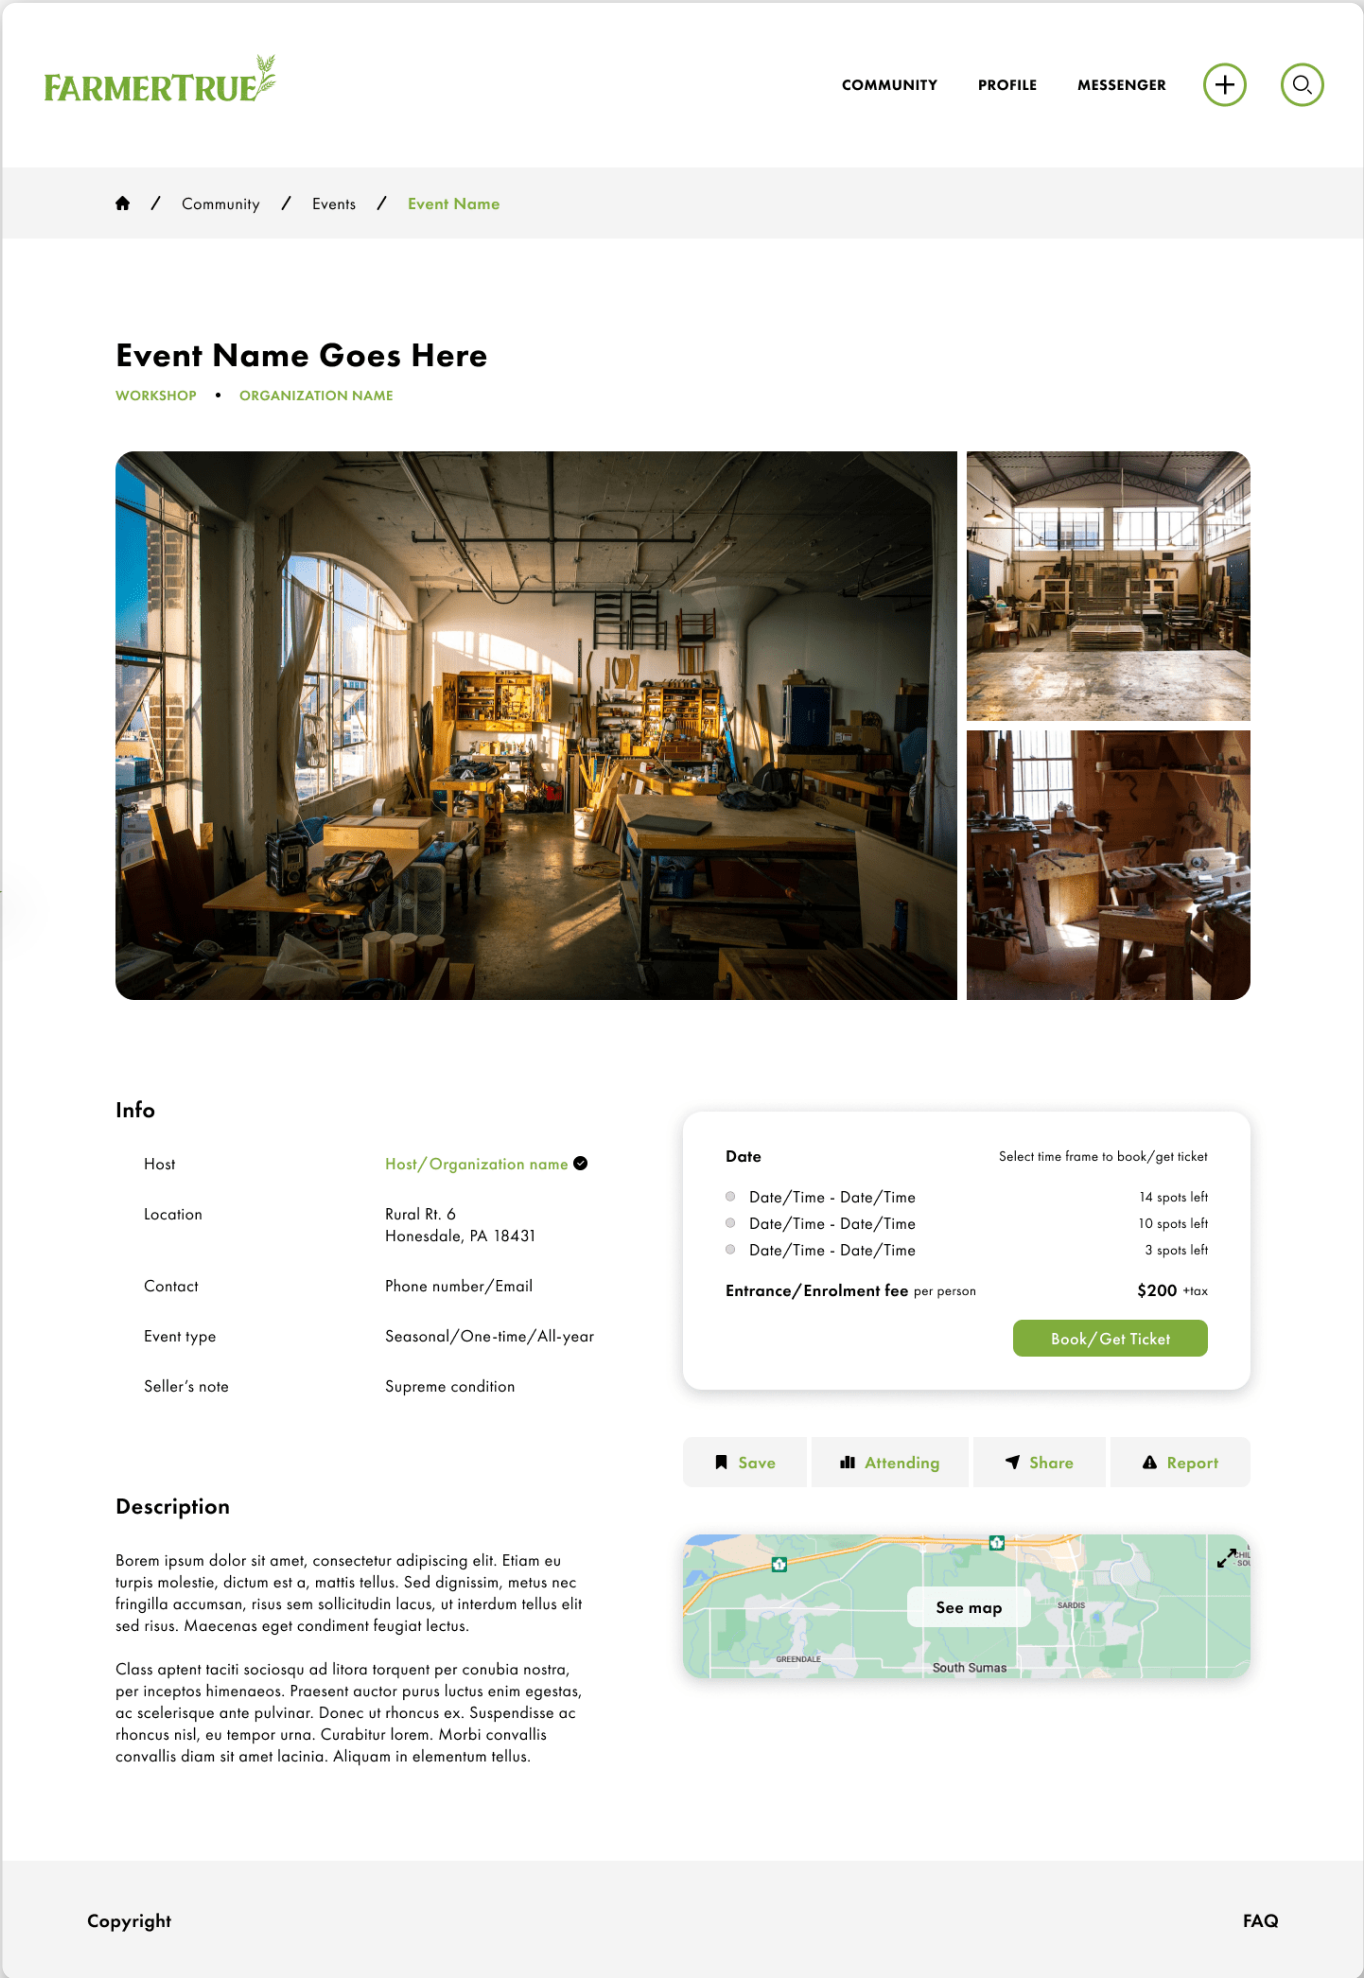 FARMERTRUE
COMMUNITY PROFILE MESSENGER
/ Community / Events / Event Name
Event Name Goes Here
WORKSHOP • ORGANIZATION NAME
Info
Host Host/Organization name
Location Rural Rt. 6
Honesdale, PA 18431
Contact Phone number/Email
Event type Seasonal/One-time/All-year
Seller's note Supreme condition
Date Select time frame to book/get ticket
Date/Time - Date/Time 14 spots left
Date/Time - Date/Time 10 spots left
Date/Time - Date/Time 3 spots left
Entrance/Enrolment fee per person $200 +tax
Book/Get Ticket
Save Attending Share Report
Description
Borem ipsum dolor sit amet, consectetur adipiscing elit. Etiam eu
turpis molestie, dictum est a, mattis tellus. Sed dignissim, metus nec
fringilla accumsan, risus sem sollicitudin lacus, ut interdum tellus elit
sed risus. Maecenas eget condiment feugiat lectus.
Class aptent taciti sociosqu ad litora torquent per conubia nostra,
per inceptos himenaeos. Praesent auctor purus luctus enim egestas,
ac scelerisque ante pulvinar. Donec ut rhoncus ex. Suspendisse ac
rhoncus nisl, eu tempor urna. Curabitur lorem. Morbi convallis
convallis diam sit amet lacinia. Aliquam in elementum tellus.
1
1
See map
SARDIS
GREENDALE
South Sumas
Copyright FAQ